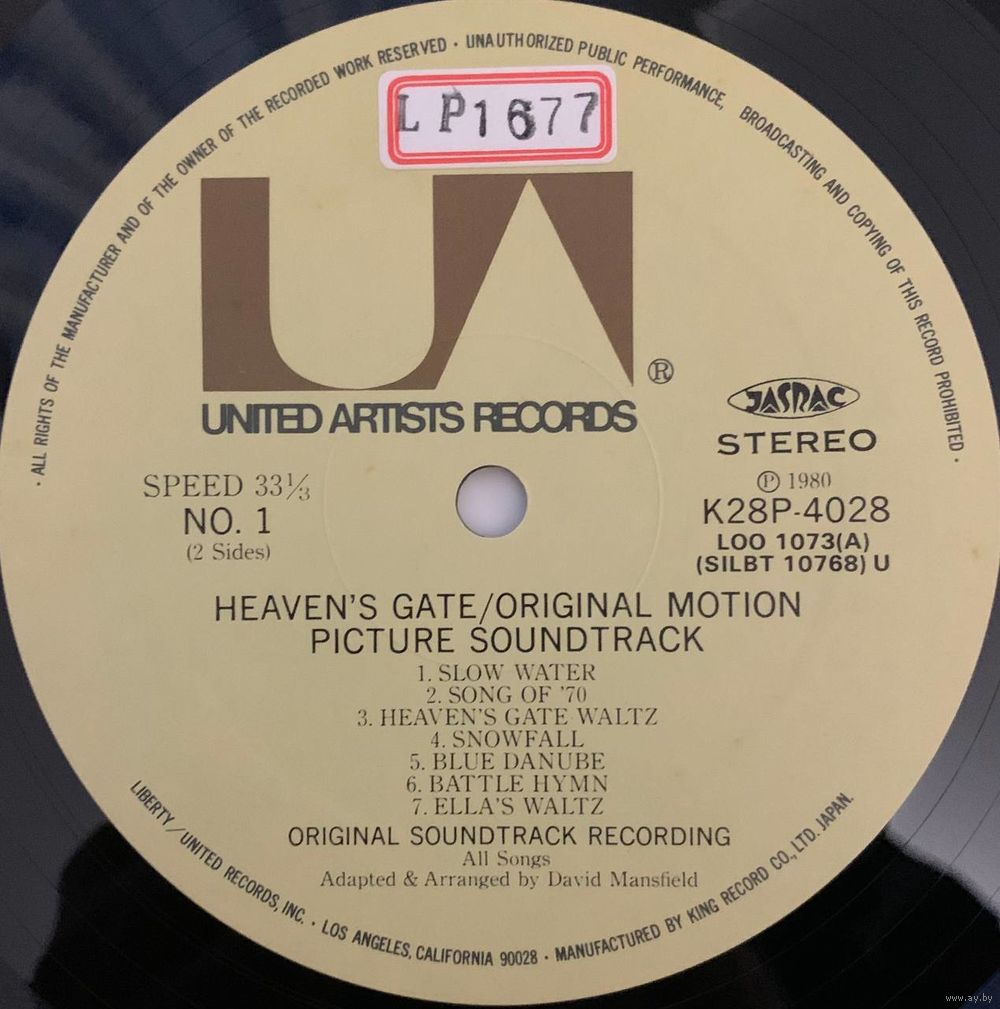 · ALL RIGHTS OF THE MANUFACTURER AND OF THE OWNER OF THE RECORDED WORK RESERVED · UNAUTHORIZED PUBLIC PERFORMANCE, BROADCASTING AND COPYING OF THIS RECORD PROHIBITED ·
LP1677
UA ®
UNITED ARTISTS RECORDS
JASRAC
STEREO
SPEED 33⅓
NO. 1
(2 Sides)
Ⓟ 1980
K28P-4028
LOO 1073(A)
(SILBT 10768) U
HEAVEN'S GATE/ORIGINAL MOTION
PICTURE SOUNDTRACK
1. SLOW WATER
2. SONG OF '70
3. HEAVEN'S GATE WALTZ
4. SNOWFALL
5. BLUE DANUBE
6. BATTLE HYMN
7. ELLA'S WALTZ
ORIGINAL SOUNDTRACK RECORDING
All Songs
Adapted & Arranged by David Mansfield
LIBERTY/UNITED RECORDS, INC. · LOS ANGELES, CALIFORNIA 90028 · MANUFACTURED BY KING RECORD CO., LTD. JAPAN.
www.ay.by